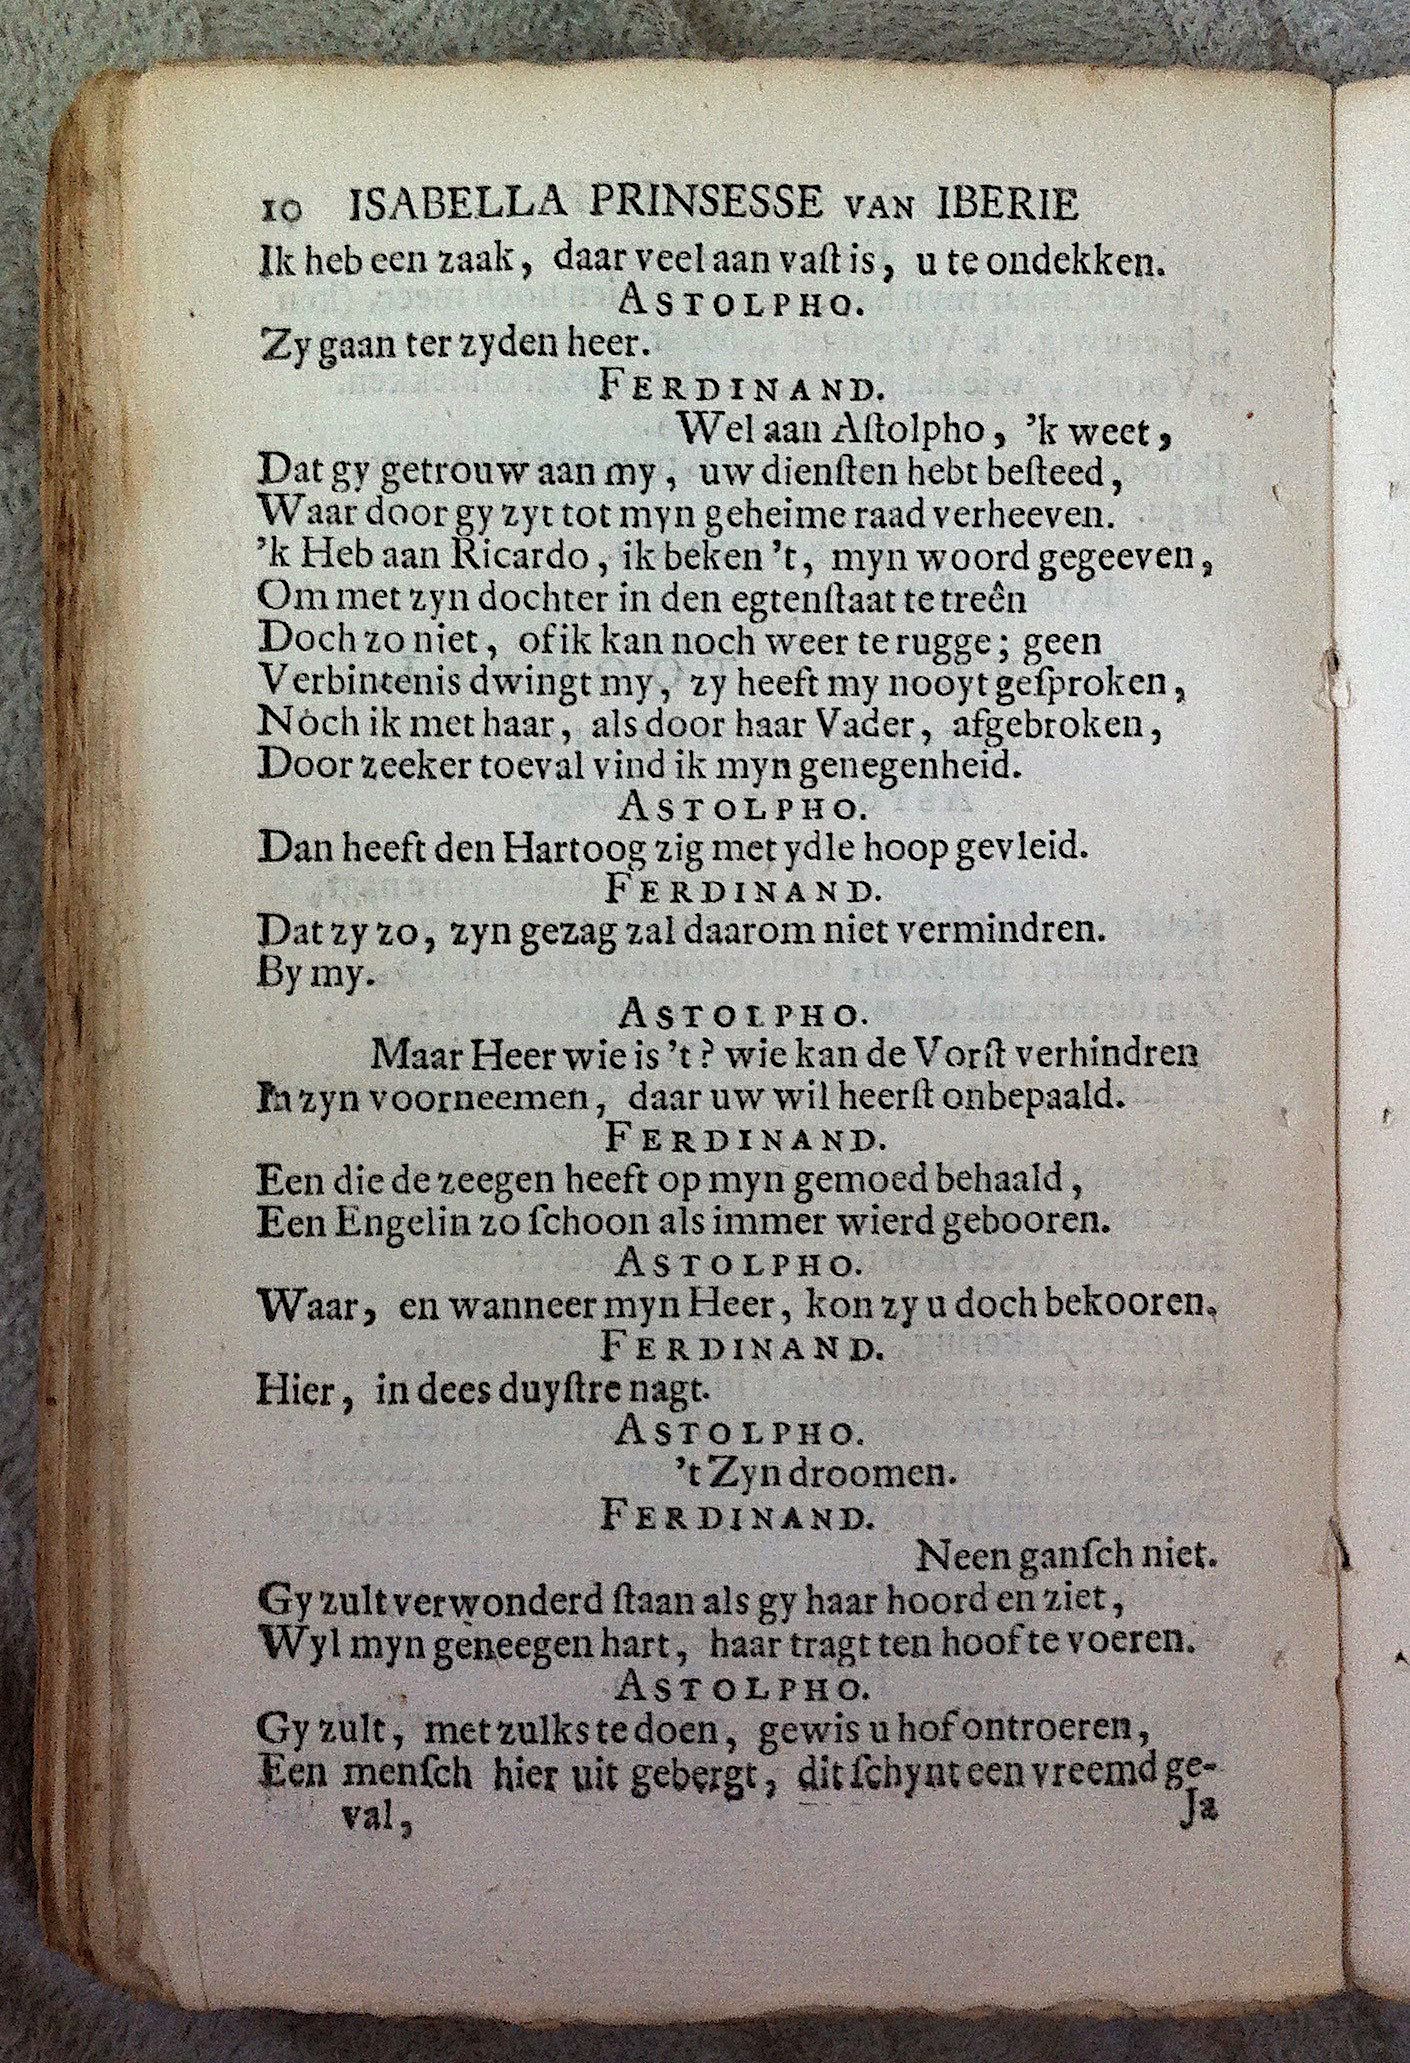 10 ISABELLA PRINSESSE VAN IBERIE
Ik heb een zaak, daar veel aan vaſt is, u te ondekken.
ASTOLPHO.
Zy gaan ter zyden heer.
FERDINAND.
Wel aan Aſtolpho, 'k weet,
Dat gy getrouw aan my, uw dienſten hebt beſteed,
Waar door gy zyt tot myn geheime raad verheeven.
'k Heb aan Ricardo, ik beken 't, myn woord gegeeven,
Om met zyn dochter in den egtenſtaat te treên
Doch zo niet, of ik kan noch weer te rugge; geen
Verbintenis dwingt my, zy heeft my nooyt geſproken,
Noch ik met haar, als door haar Vader, afgebroken,
Door zeeker toeval vind ik myn genegenheid.
ASTOLPHO.
Dan heeft den Hartoog zig met ydle hoop gevleid.
FERDINAND.
Dat zy zo, zyn gezag zal daarom niet vermindren.
By my.
ASTOLPHO.
Maar Heer wie is 't? wie kan de Vorſt verhindren
In zyn voorneemen, daar uw wil heerſt onbepaald.
FERDINAND.
Een die de zeegen heeft op myn gemoed behaald,
Een Engelin zo ſchoon als immer wierd gebooren.
ASTOLPHO.
Waar, en wanneer myn Heer, kon zy u doch bekooren.
FERDINAND.
Hier, in dees duyſtre nagt.
ASTOLPHO.
't Zyn droomen.
FERDINAND.
Neen ganſch niet.
Gy zult verwonderd ſtaan als gy haar hoord en ziet,
Wyl myn geneegen hart, haar tragt ten hoof te voeren.
ASTOLPHO.
Gy zult, met zulks te doen, gewis u hof ontroeren,
Een menſch hier uit gebergt, dit ſchynt een vreemd ge-
val, Ja